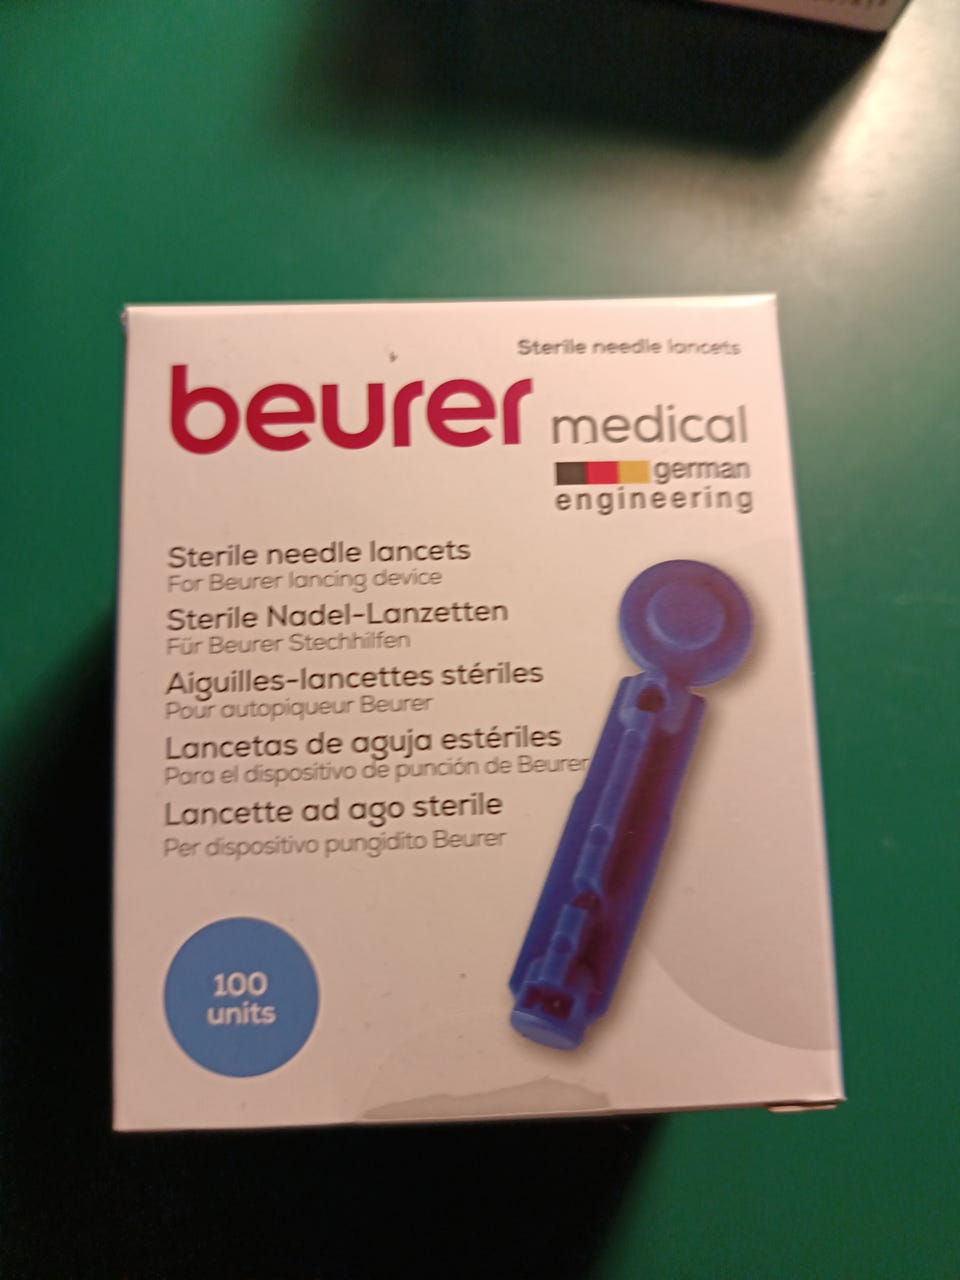 Sterile needle lancets
beurer medical
german
engineering
Sterile needle lancets
For Beurer lancing device
Sterile Nadel-Lanzetten
Für Beurer Stechhilfen
Aiguilles-lancettes stériles
Pour autopiqueur Beurer
Lancetas de aguja estériles
Para el dispositivo de punción de Beurer
Lancette ad ago sterile
Per dispositivo pungidito Beurer
100
units